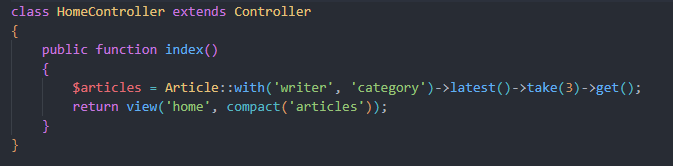 class HomeController extends Controller
{
    public function index()
    {
        $articles = Article::with('writer', 'category')->latest()->take(3)->get();
        return view('home', compact('articles'));
    }
}